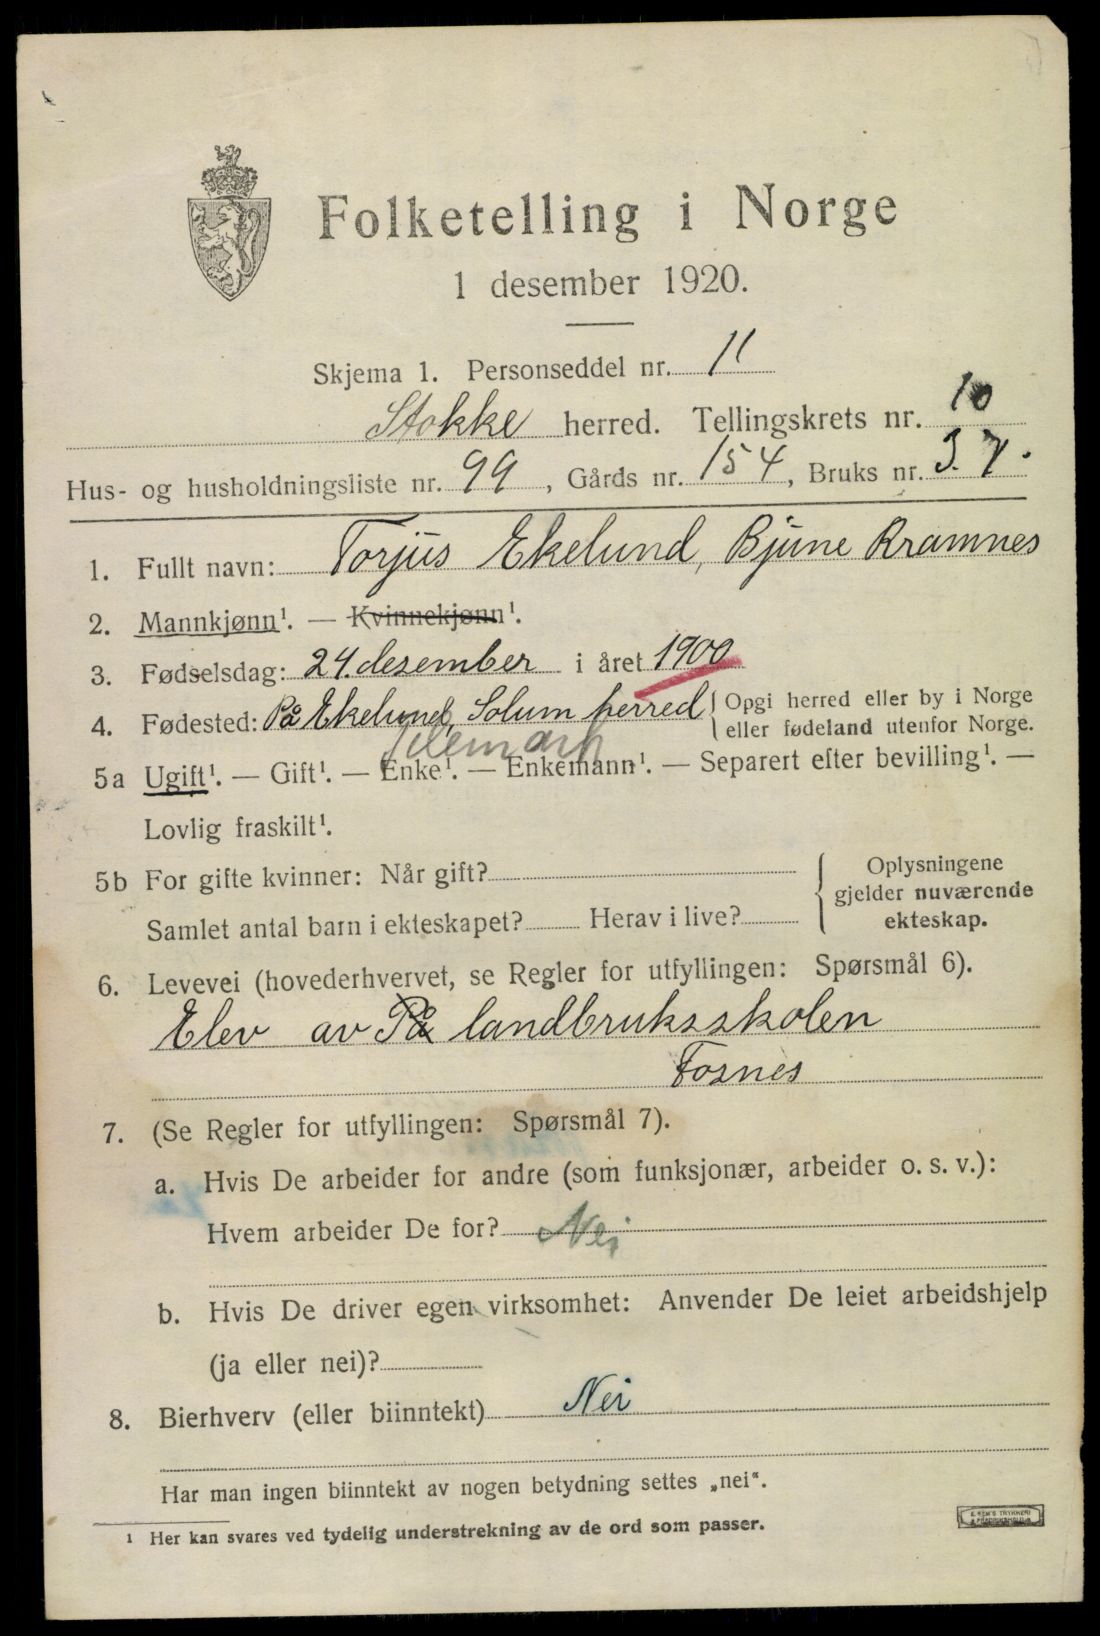 Folketelling i Norge
1 desember 1920.
Skjema 1. Personseddel nr. 11
Stokke herred. Tellingskrets nr. 10
Hus- og husholdningsliste nr. 99, Gårds nr. 154, Bruks nr. 3.7.
1. Fullt navn: Torjus Ekelund, Bjune Ramnes
2. Mannkjønn¹. — Kvinnekjønn¹.
3. Fødselsdag: 24. desember i året 1900
4. Fødested: På Ekelund Solum herred { Opgi herred eller by i Norge
eller fødeland utenfor Norge.
Telemark
5a Ugift¹. — Gift¹. — Enke¹. — Enkemann¹. — Separert efter bevilling¹. —
Lovlig fraskilt¹.
5b For gifte kvinner: Når gift?
Samlet antal barn i ekteskapet? Herav i live?
{ Oplysningene
gjelder nuværende
ekteskap.
6. Levevei (hovederhvervet, se Regler for utfyllingen: Spørsmål 6).
Elev av På landbruksskolen
Fosnes
7. (Se Regler for utfyllingen: Spørsmål 7).
a. Hvis De arbeider for andre (som funksjonær, arbeider o. s. v.):
Hvem arbeider De for? Nei
b. Hvis De driver egen virksomhet: Anvender De leiet arbeidshjelp
(ja eller nei)?
8. Bierhverv (eller biinntekt) Nei
Har man ingen biinntekt av nogen betydning settes „nei“.
¹ Her kan svares ved tydelig understrekning av de ord som passer.